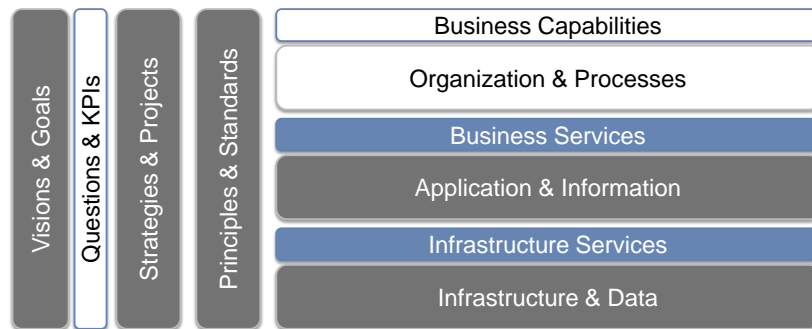 Visions & Goals
Questions & KPIs
Strategies & Projects
Principles & Standards
Business Capabilities
Organization & Processes
Business Services
Application & Information
Infrastructure Services
Infrastructure & Data